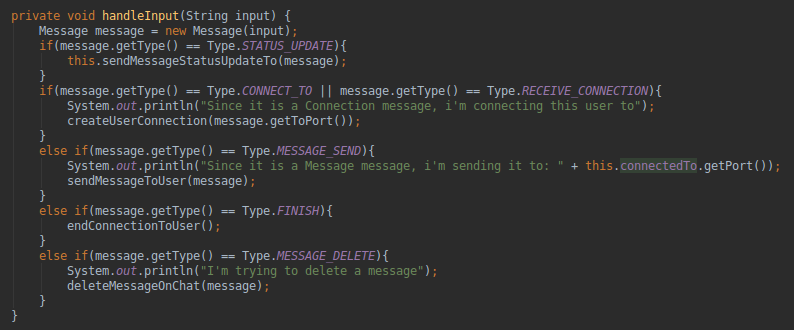 private void handleInput(String input) {
    Message message = new Message(input);
    if(message.getType() == Type.STATUS_UPDATE){
        this.sendMessageStatusUpdateTo(message);
    }
    if(message.getType() == Type.CONNECT_TO || message.getType() == Type.RECEIVE_CONNECTION){
        System.out.println("Since it is a Connection message, i'm connecting this user to");
        createUserConnection(message.getToPort());
    }
    else if(message.getType() == Type.MESSAGE_SEND){
        System.out.println("Since it is a Message message, i'm sending it to: " + this.connectedTo.getPort());
        sendMessageToUser(message);
    }
    else if(message.getType() == Type.FINISH){
        endConnectionToUser();
    }
    else if(message.getType() == Type.MESSAGE_DELETE){
        System.out.println("I'm trying to delete a message");
        deleteMessageOnChat(message);
    }
}